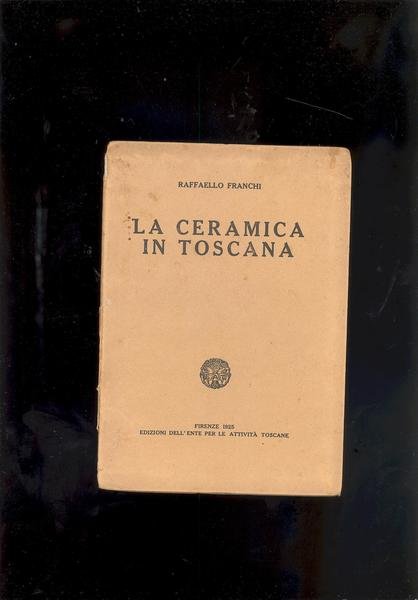 RAFFAELLO FRANCHI
LA CERAMICA
IN TOSCANA
FIRENZE 1925
EDIZIONI DELL'ENTE PER LE ATTIVITÀ TOSCANE